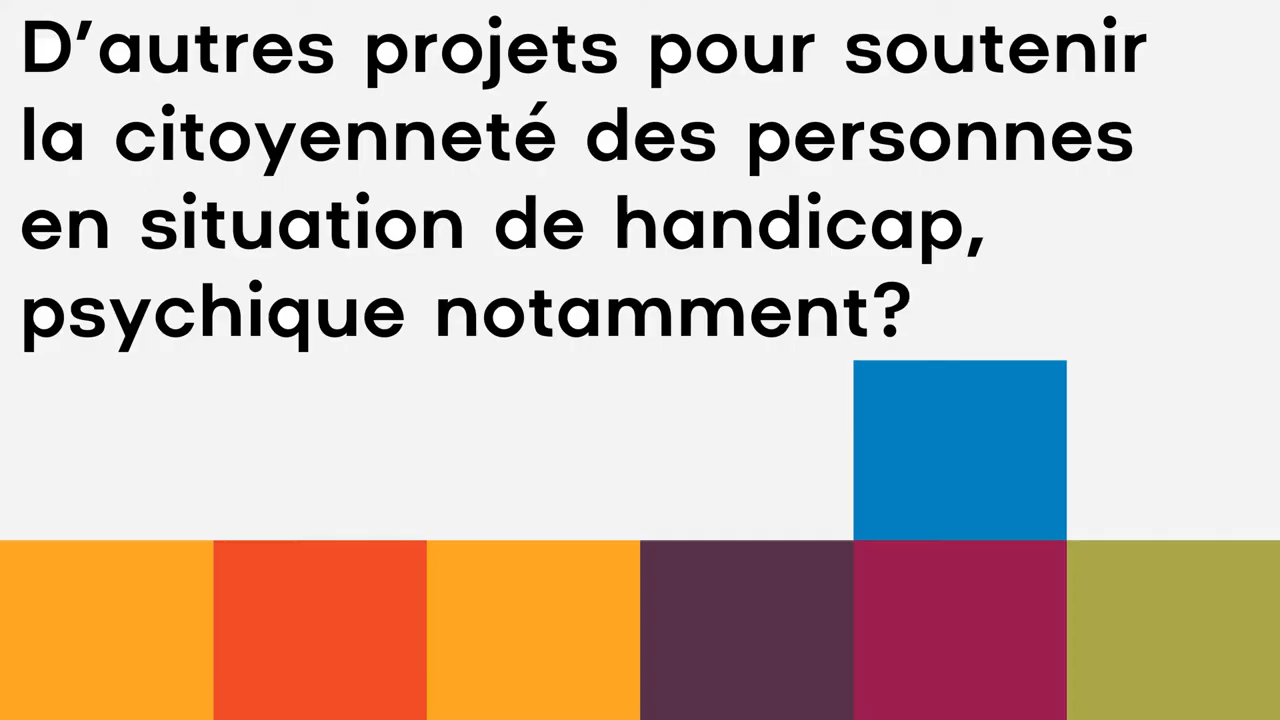 D’autres projets pour soutenir
la citoyenneté des personnes
en situation de handicap,
psychique notamment?